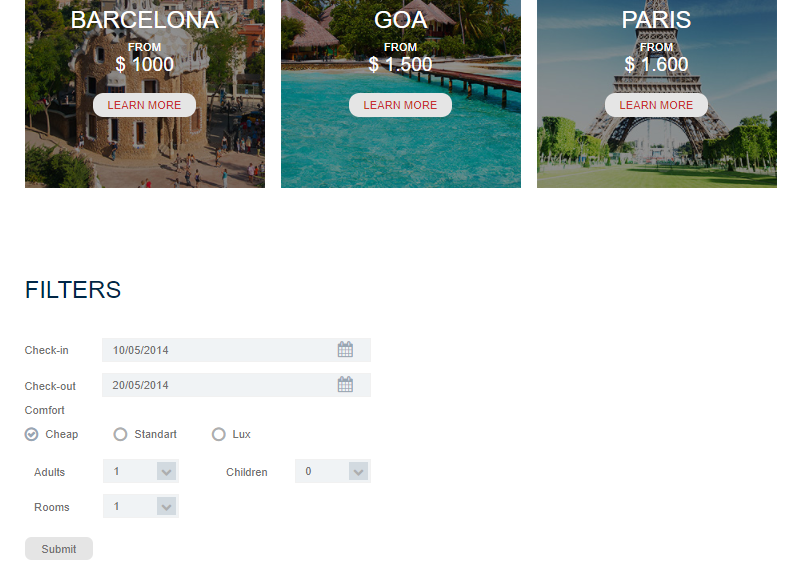 BARCELONA
FROM
$ 1000
LEARN MORE
GOA
FROM
$ 1.500
LEARN MORE
PARIS
FROM
$ 1.600
LEARN MORE
FILTERS
Check-in 10/05/2014
Check-out 20/05/2014
Comfort
Cheap Standart Lux
Adults 1 Children 0
Rooms 1
Submit